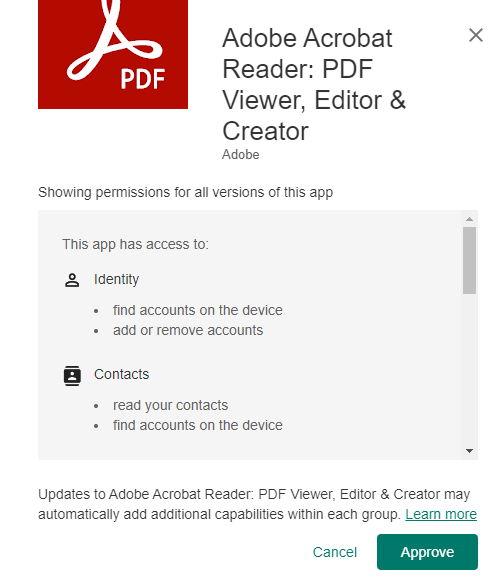 PDF
Adobe Acrobat
Reader: PDF
Viewer, Editor &
Creator
Adobe
Showing permissions for all versions of this app
This app has access to:
Identity
find accounts on the device
add or remove accounts
Contacts
read your contacts
find accounts on the device
Updates to Adobe Acrobat Reader: PDF Viewer, Editor & Creator may
automatically add additional capabilities within each group. Learn more
Cancel
Approve